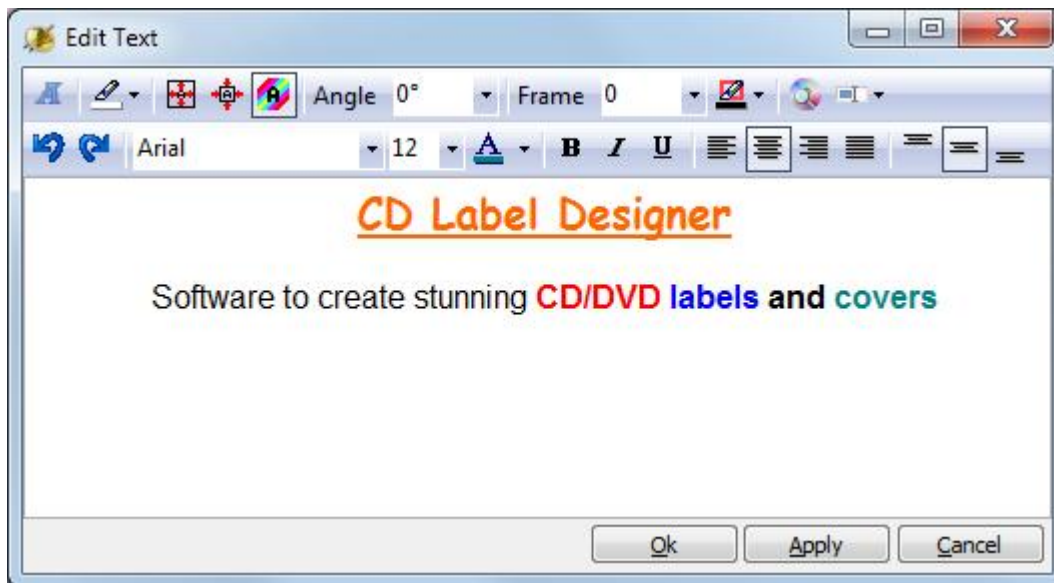 Edit Text
Angle 0° Frame 0
Arial 12 A B I U
CD Label Designer
Software to create stunning CD/DVD labels and covers
Ok Apply Cancel